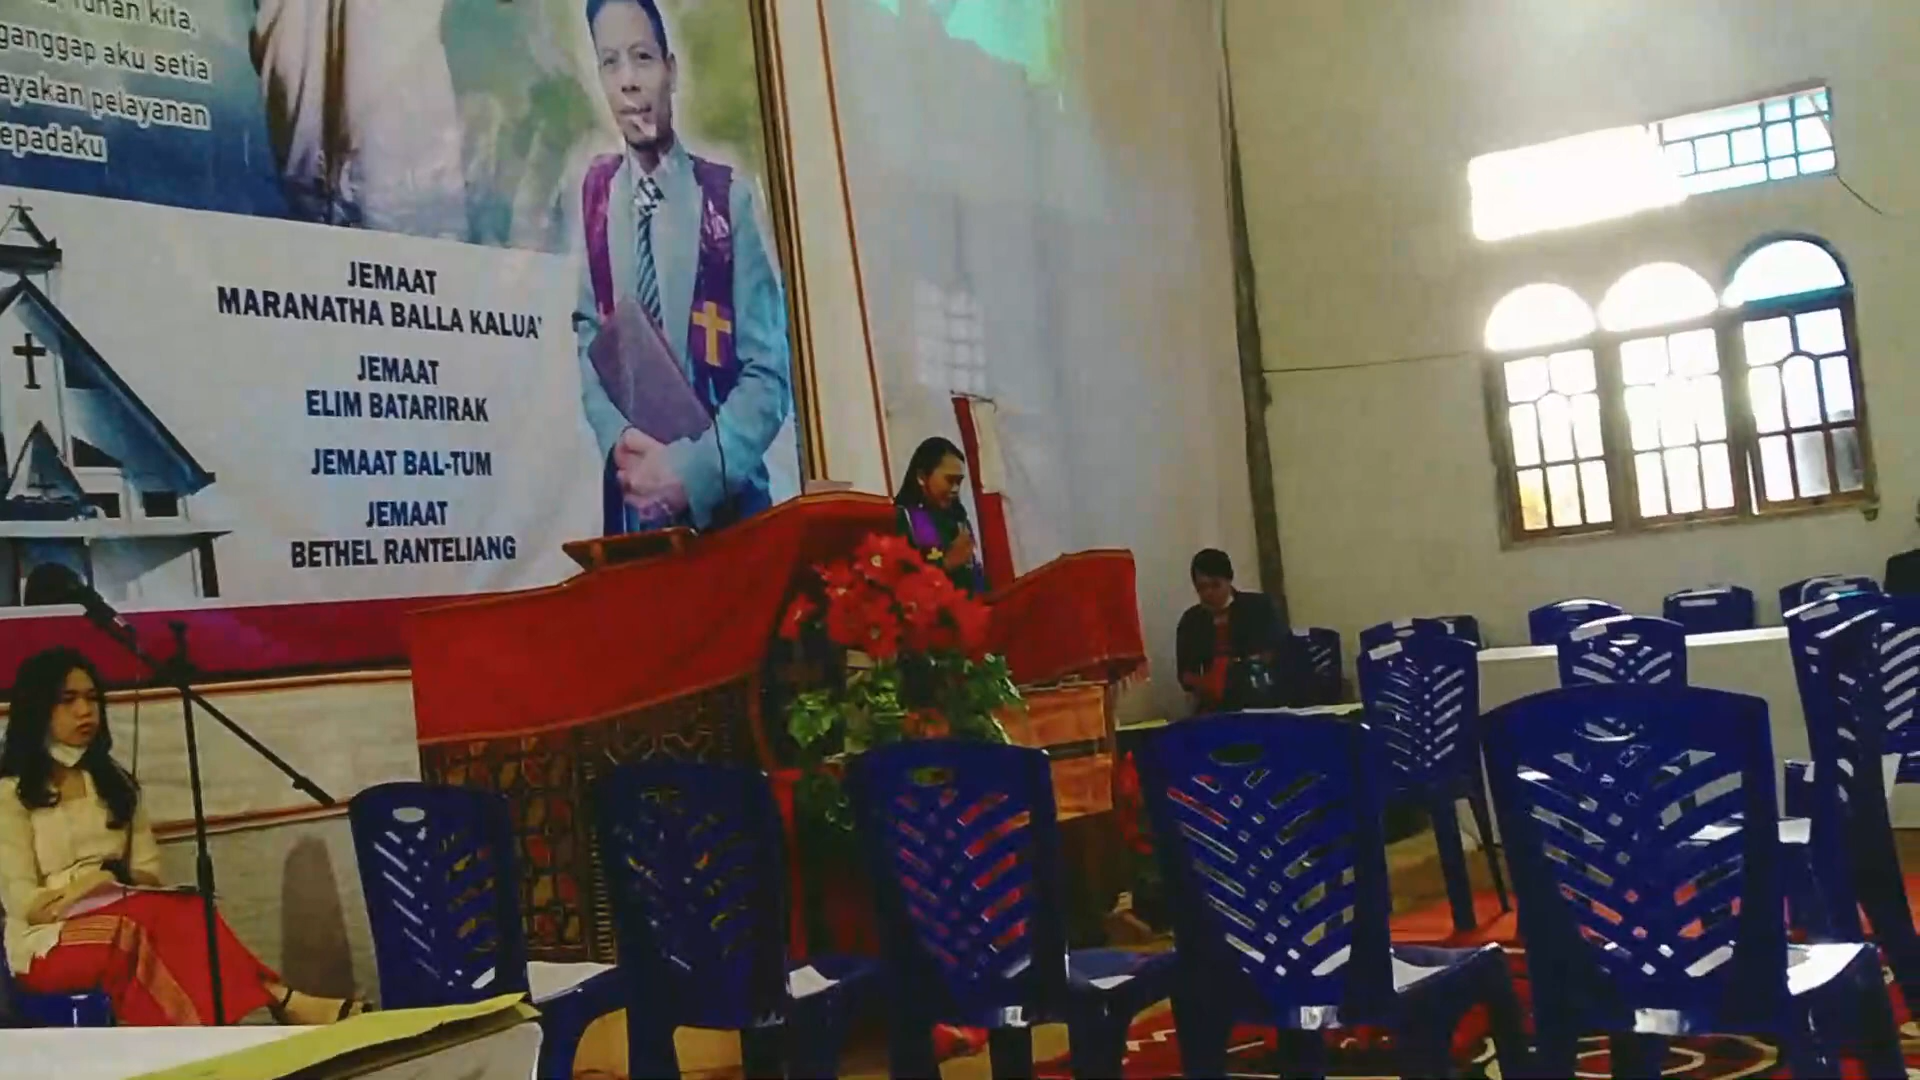 Tuhan kita,
ganggap aku setia
ayakan pelayanan
epadaku
JEMAAT
MARANATHA BALLA KALUA'
JEMAAT
ELIM BATARIRAK
JEMAAT BAL-TUM
JEMAAT
BETHEL RANTELIANG